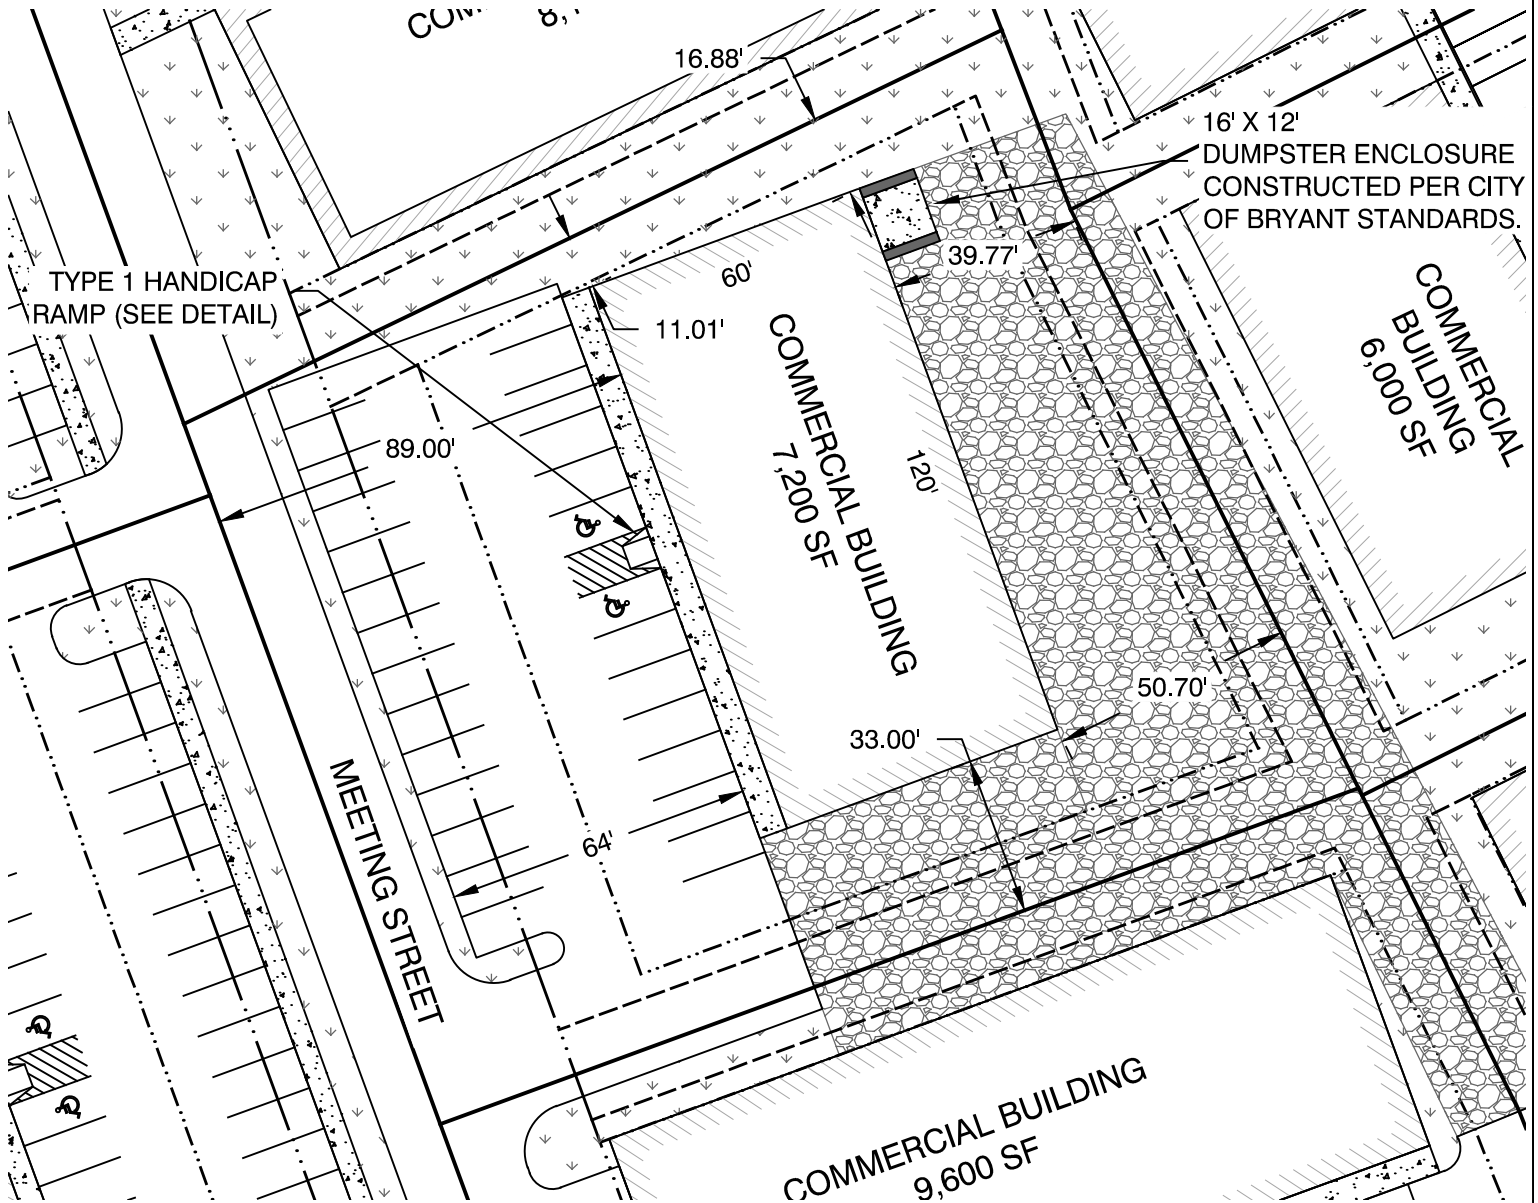 16.88'
16' X 12'
DUMPSTER ENCLOSURE
CONSTRUCTED PER CITY
OF BRYANT STANDARDS.
TYPE 1 HANDICAP
RAMP (SEE DETAIL)
60'
39.77'
11.01'
COMMERCIAL BUILDING
7,200 SF
120'
COMMERCIAL
BUILDING
6,000 SF
89.00'
50.70'
33.00'
64'
MEETING STREET
COMMERCIAL BUILDING
9,600 SF